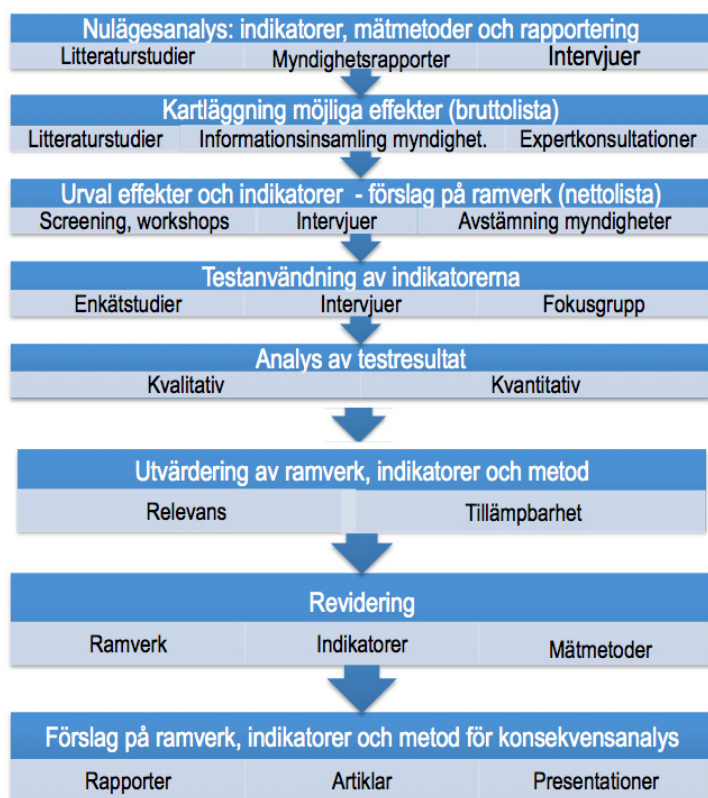 Nulägesanalys: indikatorer, mätmetoder och rapportering
Litteraturstudier Myndighetsrapporter Intervjuer
Kartläggning möjliga effekter (bruttolista)
Litteraturstudier Informationsinsamling myndighet. Expertkonsultationer
Urval effekter och indikatorer - förslag på ramverk (nettolista)
Screening, workshops Intervjuer Avstämning myndigheter
Testanvändning av indikatorerna
Enkätstudier Intervjuer Fokusgrupp
Analys av testresultat
Kvalitativ Kvantitativ
Utvärdering av ramverk, indikatorer och metod
Relevans Tillämpbarhet
Revidering
Ramverk Indikatorer Mätmetoder
Förslag på ramverk, indikatorer och metod för konsekvensanalys
Rapporter Artiklar Presentationer